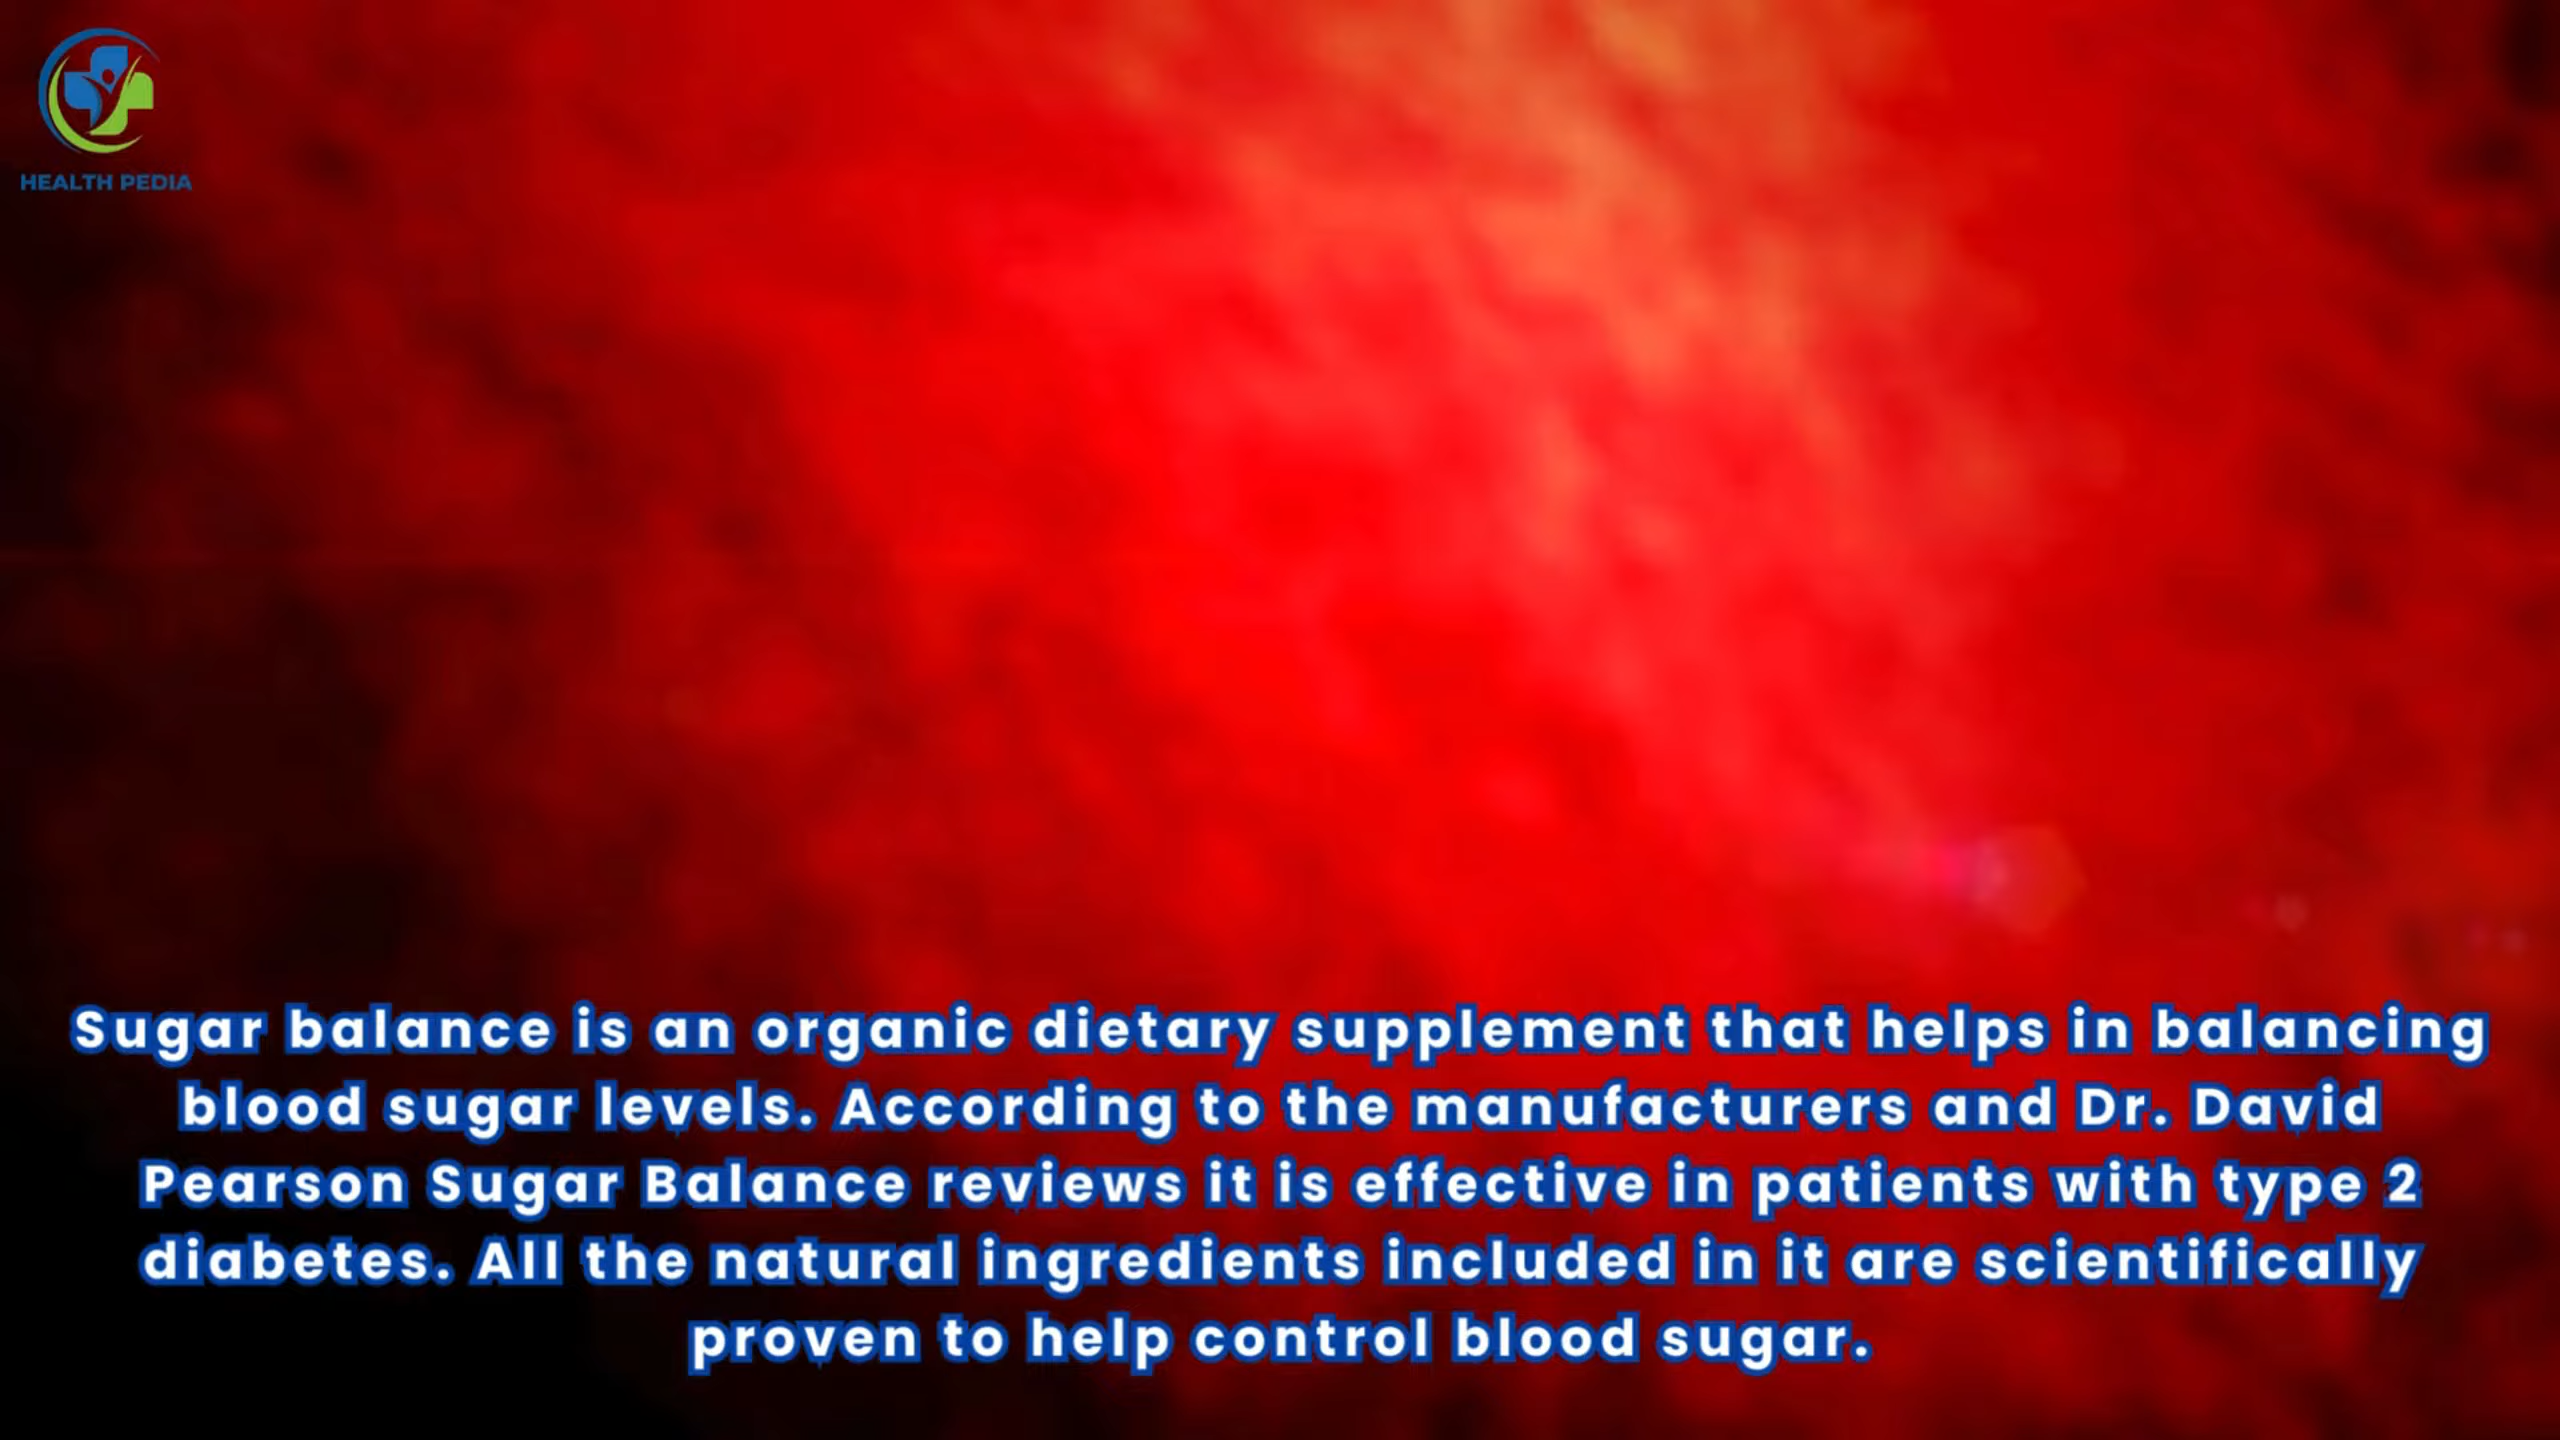 HEALTH PEDIA
Sugar balance is an organic dietary supplement that helps in balancing
blood sugar levels. According to the manufacturers and Dr. David
Pearson Sugar Balance reviews it is effective in patients with type 2
diabetes. All the natural ingredients included in it are scientifically
proven to help control blood sugar.